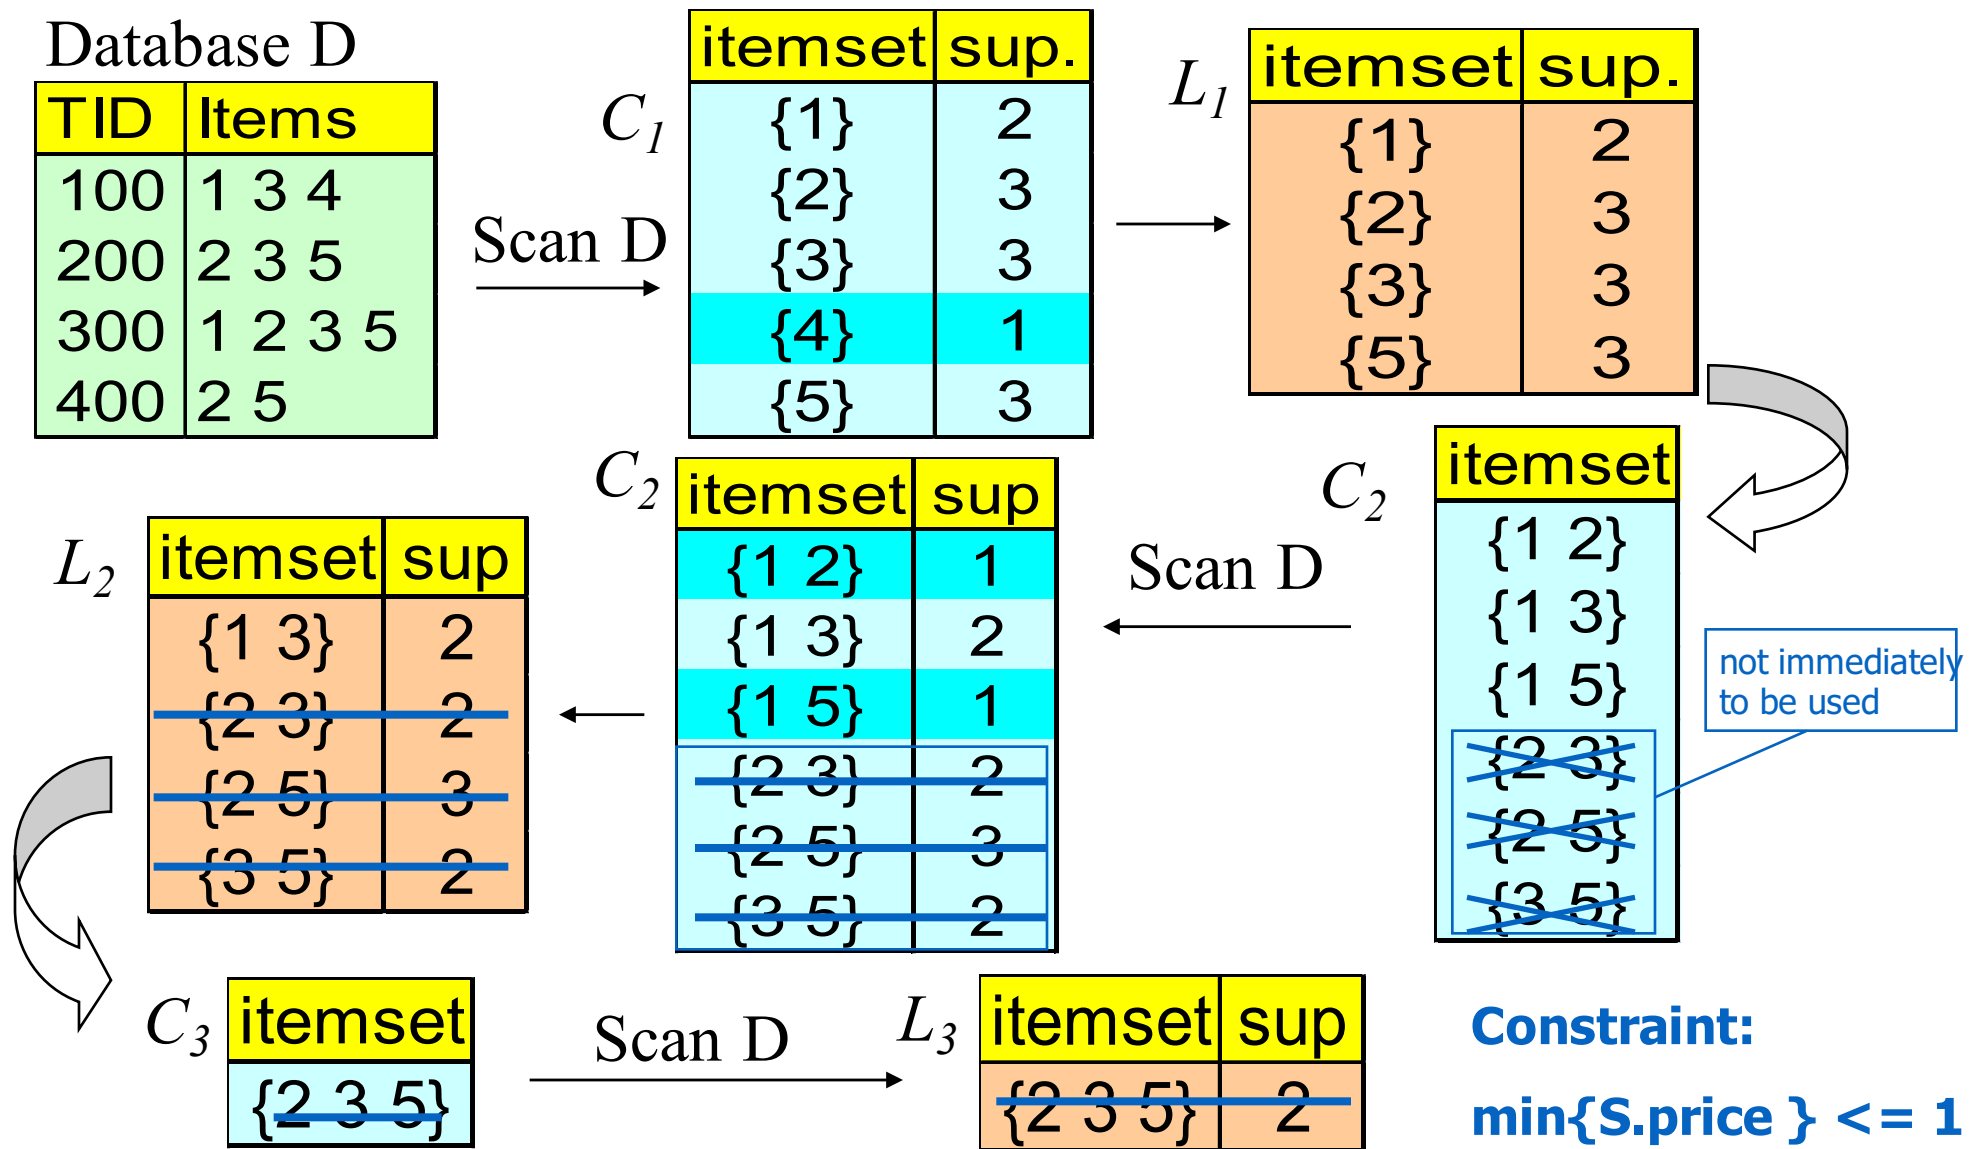 Database D
TID Items
100 1 3 4
200 2 3 5
300 1 2 3 5
400 2 5
Scan D
C1
itemset sup.
{1} 2
{2} 3
{3} 3
{4} 1
{5} 3
L1
itemset sup.
{1} 2
{2} 3
{3} 3
{5} 3
C2
itemset
{1 2}
{1 3}
{1 5}
{2 3}
{2 5}
{3 5}
not immediately
to be used
Scan D
C2
itemset sup
{1 2} 1
{1 3} 2
{1 5} 1
{2 3} 2
{2 5} 3
{3 5} 2
L2
itemset sup
{1 3} 2
{2 3} 2
{2 5} 3
{3 5} 2
C3
itemset
{2 3 5}
Scan D
L3
itemset sup
{2 3 5} 2
Constraint:
min{S.price } <= 1